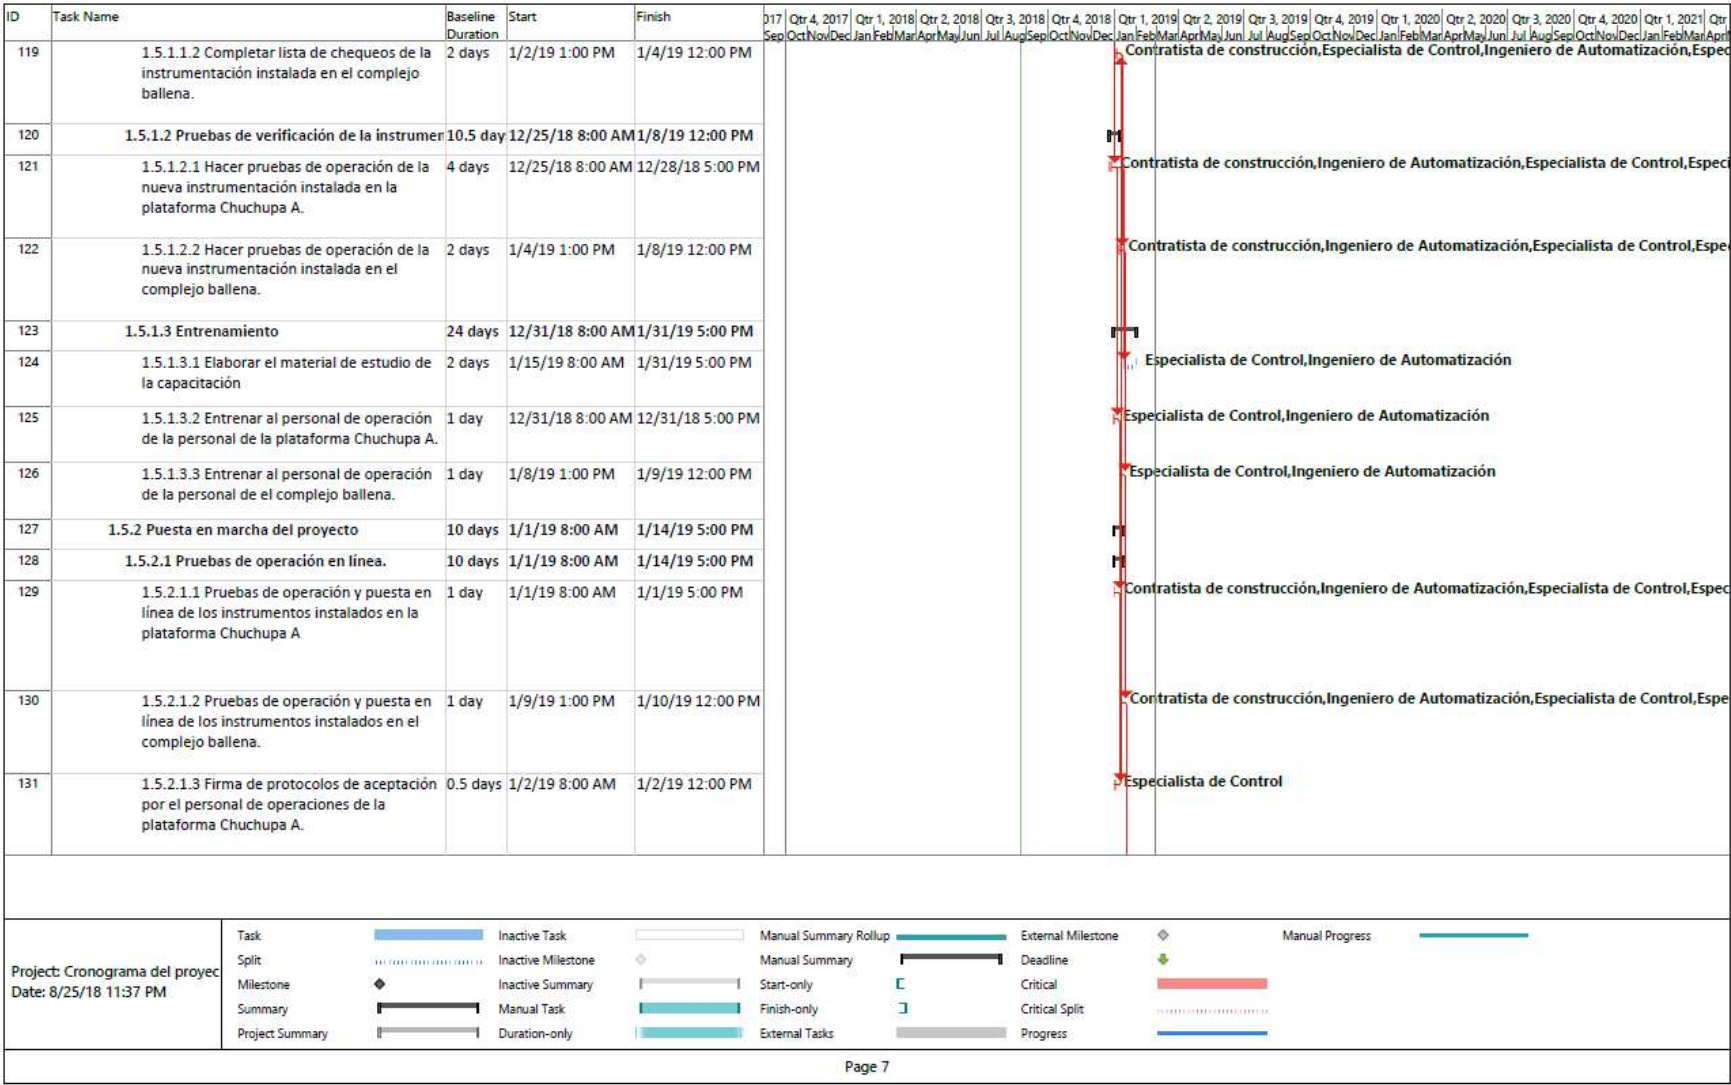 ID Task Name Baseline Duration Start Finish
017 Qtr 4, 2017 Qtr 1, 2018 Qtr 2, 2018 Qtr 3, 2018 Qtr 4, 2018 Qtr 1, 2019 Qtr 2, 2019 Qtr 3, 2019 Qtr 4, 2019 Qtr 1, 2020 Qtr 2, 2020 Qtr 3, 2020 Qtr 4, 2020 Qtr 1, 2021 Qtr
Sep Oct Nov Dec Jan Feb Mar Apr May Jun Jul Aug Sep Oct Nov Dec Jan Feb Mar Apr May Jun Jul Aug Sep Oct Nov Dec Jan Feb Mar Apr May Jun Jul Aug Sep Oct Nov Dec Jan Feb Mar Apr
119 1.5.1.1.2 Completar lista de chequeos de la 2 days 1/2/19 1:00 PM 1/4/19 12:00 PM Contratista de construcción,Especialista de Control,Ingeniero de Automatización,Espec
instrumentación instalada en el complejo
ballena.
120 1.5.1.2 Pruebas de verificación de la instrumen 10.5 day 12/25/18 8:00 AM 1/8/19 12:00 PM
121 1.5.1.2.1 Hacer pruebas de operación de la 4 days 12/25/18 8:00 AM 12/28/18 5:00 PM Contratista de construcción,Ingeniero de Automatización,Especialista de Control,Especi
nueva instrumentación instalada en la
plataforma Chuchupa A.
122 1.5.1.2.2 Hacer pruebas de operación de la 2 days 1/4/19 1:00 PM 1/8/19 12:00 PM Contratista de construcción,Ingeniero de Automatización,Especialista de Control,Espe
nueva instrumentación instalada en el
complejo ballena.
123 1.5.1.3 Entrenamiento 24 days 12/31/18 8:00 AM 1/31/19 5:00 PM
124 1.5.1.3.1 Elaborar el material de estudio de 2 days 1/15/19 8:00 AM 1/31/19 5:00 PM Especialista de Control,Ingeniero de Automatización
la capacitación
125 1.5.1.3.2 Entrenar al personal de operación 1 day 12/31/18 8:00 AM 12/31/18 5:00 PM Especialista de Control,Ingeniero de Automatización
de la personal de la plataforma Chuchupa A.
126 1.5.1.3.3 Entrenar al personal de operación 1 day 1/8/19 1:00 PM 1/9/19 12:00 PM Especialista de Control,Ingeniero de Automatización
de la personal de el complejo ballena.
127 1.5.2 Puesta en marcha del proyecto 10 days 1/1/19 8:00 AM 1/14/19 5:00 PM
128 1.5.2.1 Pruebas de operación en línea. 10 days 1/1/19 8:00 AM 1/14/19 5:00 PM
129 1.5.2.1.1 Pruebas de operación y puesta en 1 day 1/1/19 8:00 AM 1/1/19 5:00 PM Contratista de construcción,Ingeniero de Automatización,Especialista de Control,Espec
línea de los instrumentos instalados en la
plataforma Chuchupa A
130 1.5.2.1.2 Pruebas de operación y puesta en 1 day 1/9/19 1:00 PM 1/10/19 12:00 PM Contratista de construcción,Ingeniero de Automatización,Especialista de Control,Espe
línea de los instrumentos instalados en el
complejo ballena.
131 1.5.2.1.3 Firma de protocolos de aceptación 0.5 days 1/2/19 8:00 AM 1/2/19 12:00 PM Especialista de Control
por el personal de operaciones de la
plataforma Chuchupa A.
Project: Cronograma del proyec
Date: 8/25/18 11:37 PM
Task Inactive Task Manual Summary Rollup External Milestone Manual Progress
Split Inactive Milestone Manual Summary Deadline
Milestone Inactive Summary Start-only Critical
Summary Manual Task Finish-only Critical Split
Project Summary Duration-only External Tasks Progress
Page 7